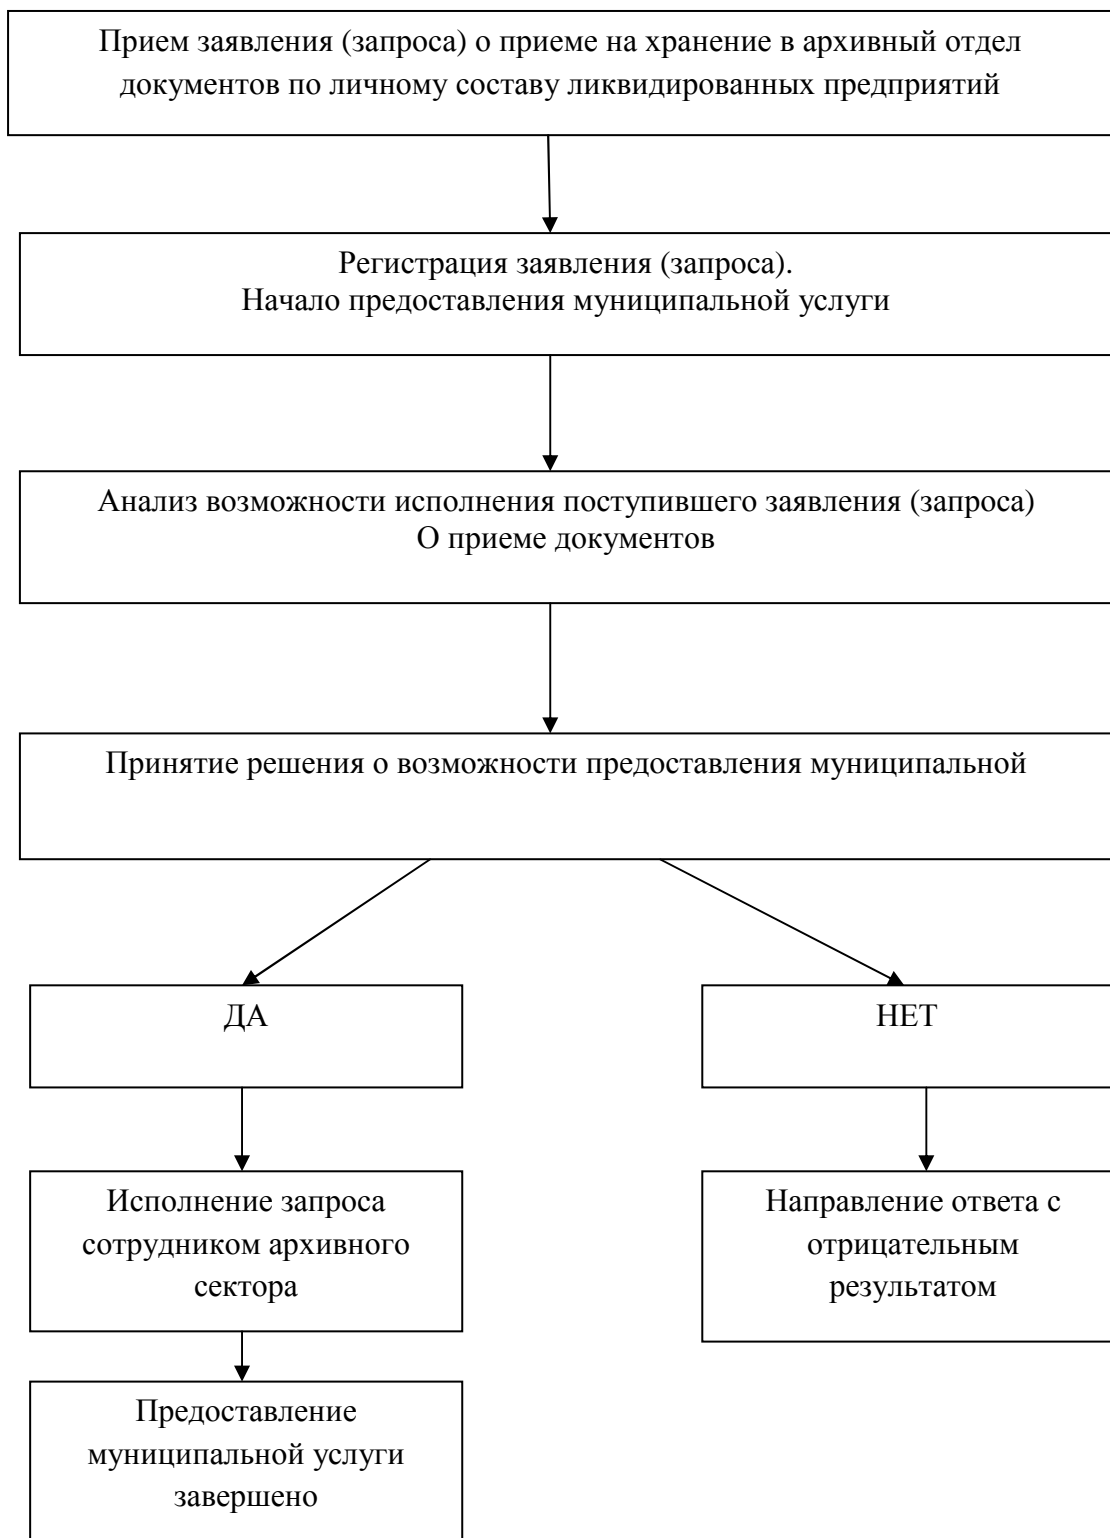 Прием заявления (запроса) о приеме на хранение в архивный отдел
документов по личному составу ликвидированных предприятий
Регистрация заявления (запроса).
Начало предоставления муниципальной услуги
Анализ возможности исполнения поступившего заявления (запроса)
О приеме документов
Принятие решения о возможности предоставления муниципальной
ДА
НЕТ
Исполнение запроса
сотрудником архивного
сектора
Направление ответа с
отрицательным
результатом
Предоставление
муниципальной услуги
завершено